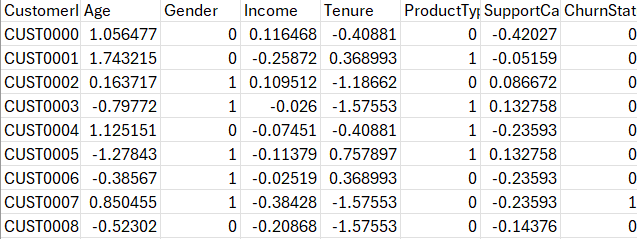 CustomerI Age Gender Income Tenure ProductTyp SupportCa ChurnStat
CUST0000 1.056477 0 0.116468 -0.40881 0 -0.42027 0
CUST0001 1.743215 0 -0.25872 0.368993 1 -0.05159 0
CUST0002 0.163717 1 0.109512 -1.18662 0 0.086672 0
CUST0003 -0.79772 1 -0.026 -1.57553 1 0.132758 0
CUST0004 1.125151 0 -0.07451 -0.40881 1 -0.23593 0
CUST0005 -1.27843 1 -0.11379 0.757897 1 0.132758 0
CUST0006 -0.38567 1 -0.02519 0.368993 0 -0.23593 0
CUST0007 0.850455 1 -0.38428 -1.57553 0 -0.23593 1
CUST0008 -0.52302 0 -0.20868 -1.57553 0 -0.14376 0